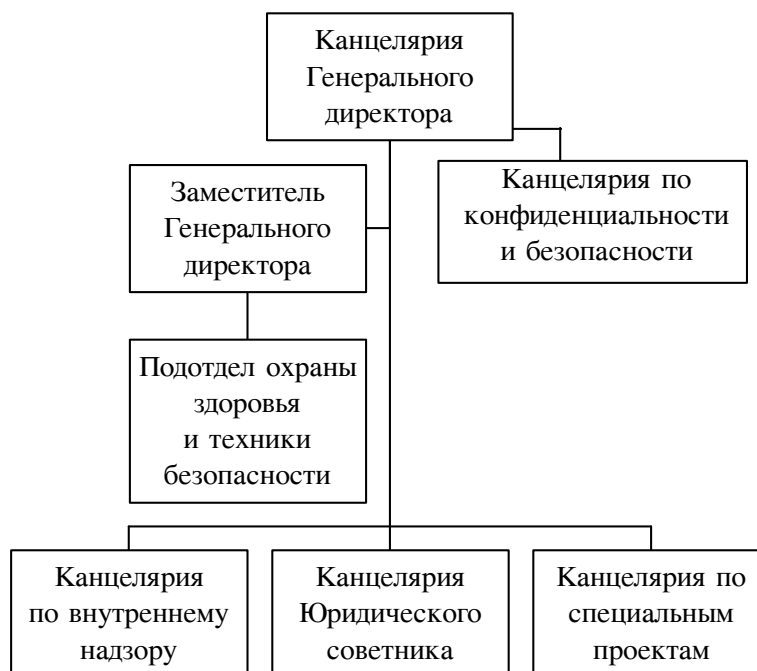 Канцелярия
Генерального
директора
Заместитель
Генерального
директора
Канцелярия по
конфиденциальности
и безопасности
Подотдел охраны
здоровья
и техники
безопасности
Канцелярия
по внутреннему
надзору
Канцелярия
Юридического
советника
Канцелярия по
специальным
проектам